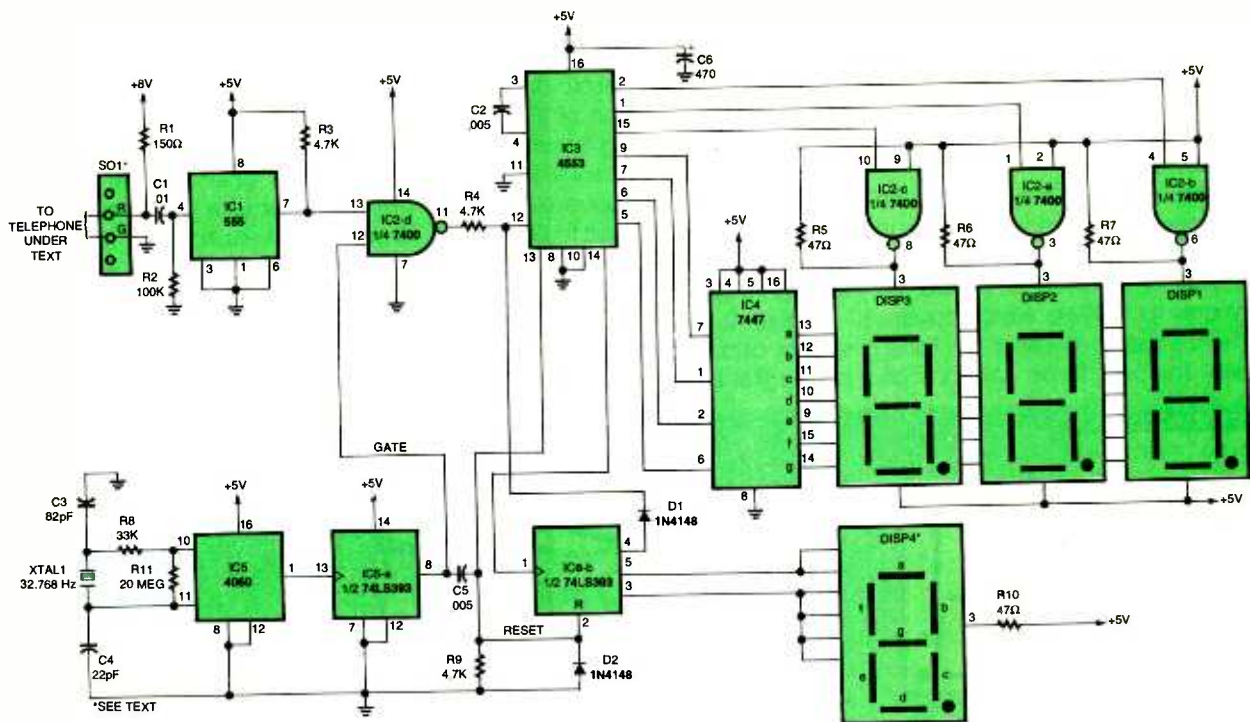 +5V
C6
470
+8V
R1
150Ω
SO1*
R
G
TO
TELEPHONE
UNDER
TEXT
C1
.01
4
R2
100K
+5V
8
IC1
555
7
3
1
6
R3
4.7K
+5V
13
12
14
IC2-d
1/4 7400
11
7
R4
4.7K
12
C2
.005
3
4
11
16
IC3
4553
2
1
15
9
7
6
5
13
8
10
14
+5V
10
9
IC2-c
1/4 7400
8
1
2
IC2-a
1/4 7400
3
4
5
IC2-b
1/4 7400
6
R5
47Ω
R6
47Ω
R7
47Ω
+5V
3
4
5
16
IC4
7447
7
1
2
6
8
a
b
c
d
e
f
g
13
12
11
10
9
15
14
3
DISP3
3
DISP2
3
DISP1
+5V
GATE
C3
82pF
XTAL1
32.768 Hz
C4
22pF
R8
33K
R11
20 MEG
10
11
+5V
16
IC5
4060
1
8
12
+5V
14
13
IC6-a
1/2 74LS393
8
7
12
C5
.005
R9
4.7K
RESET
D1
1N4148
D2
1N4148
1
IC6-b
1/2 74LS393
R
4
5
3
2
DISP4*
a
b
c
d
e
f
g
3
R10
47Ω
+5V
*SEE TEXT